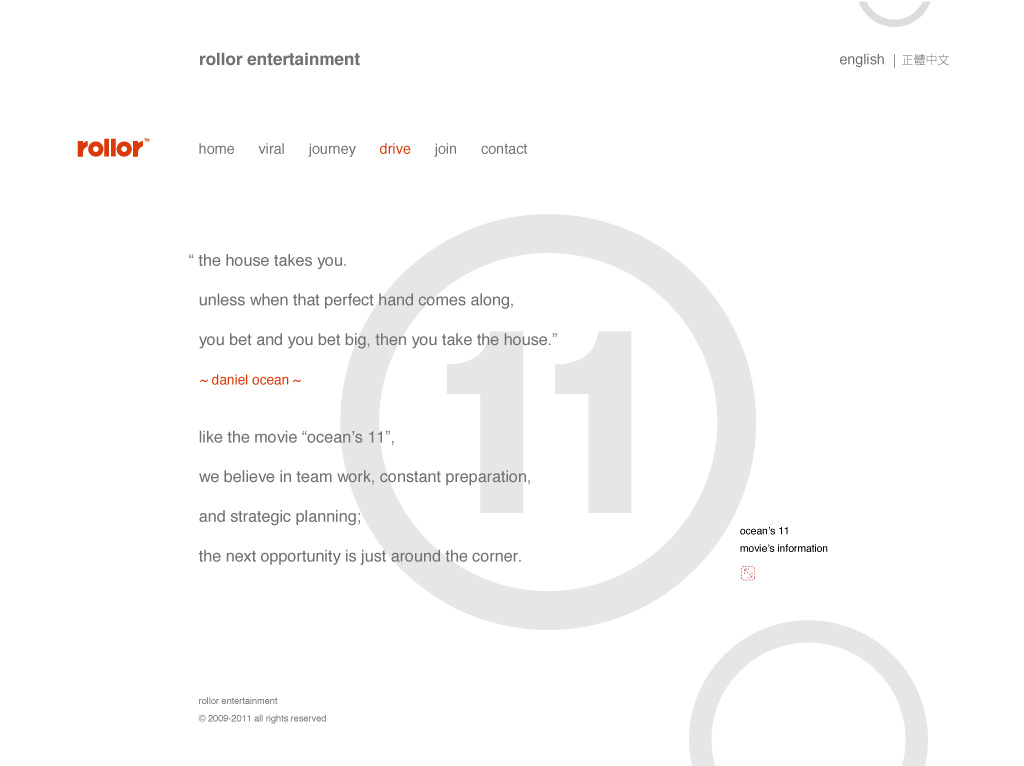 rollor entertainment
english | 正體中文
rollor™
home viral journey drive join contact
“ the house takes you.
unless when that perfect hand comes along,
you bet and you bet big, then you take the house.”
~ daniel ocean ~
11
like the movie “ocean’s 11”,
we believe in team work, constant preparation,
and strategic planning;
the next opportunity is just around the corner.
ocean’s 11
movie’s information
rollor entertainment
© 2009-2011 all rights reserved